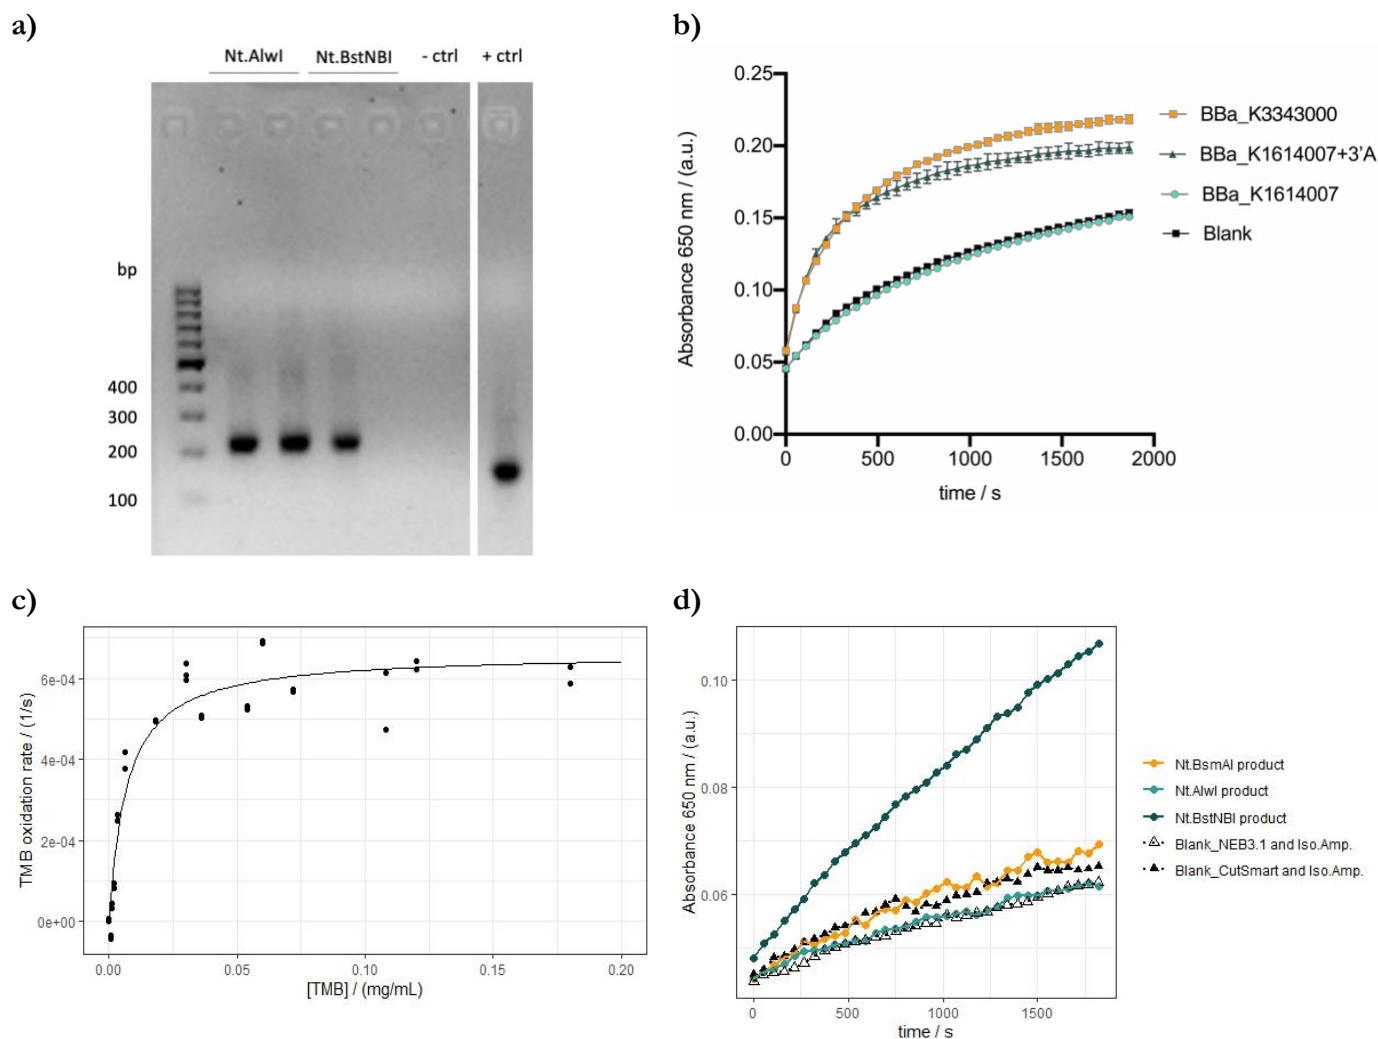 a)
Nt.AlwI Nt.BstNBI - ctrl + ctrl
bp
400
300
200
100
b)
0.25
0.20
0.15
0.10
0.05
0.00
Absorbance 650 nm / (a.u.)
0 500 1000 1500 2000
time / s
BBa_K3343000
BBa_K1614007+3'A
BBa_K1614007
Blank
c)
6e-04
4e-04
2e-04
0e+00
TMB oxidation rate / (1/s)
0.00 0.05 0.10 0.15 0.20
[TMB] / (mg/mL)
d)
0.10
0.08
0.06
Absorbance 650 nm / (a.u.)
0 500 1000 1500
time / s
Nt.BsmAI product
Nt.AlwI product
Nt.BstNBI product
Blank_NEB3.1 and Iso.Amp.
Blank_CutSmart and Iso.Amp.